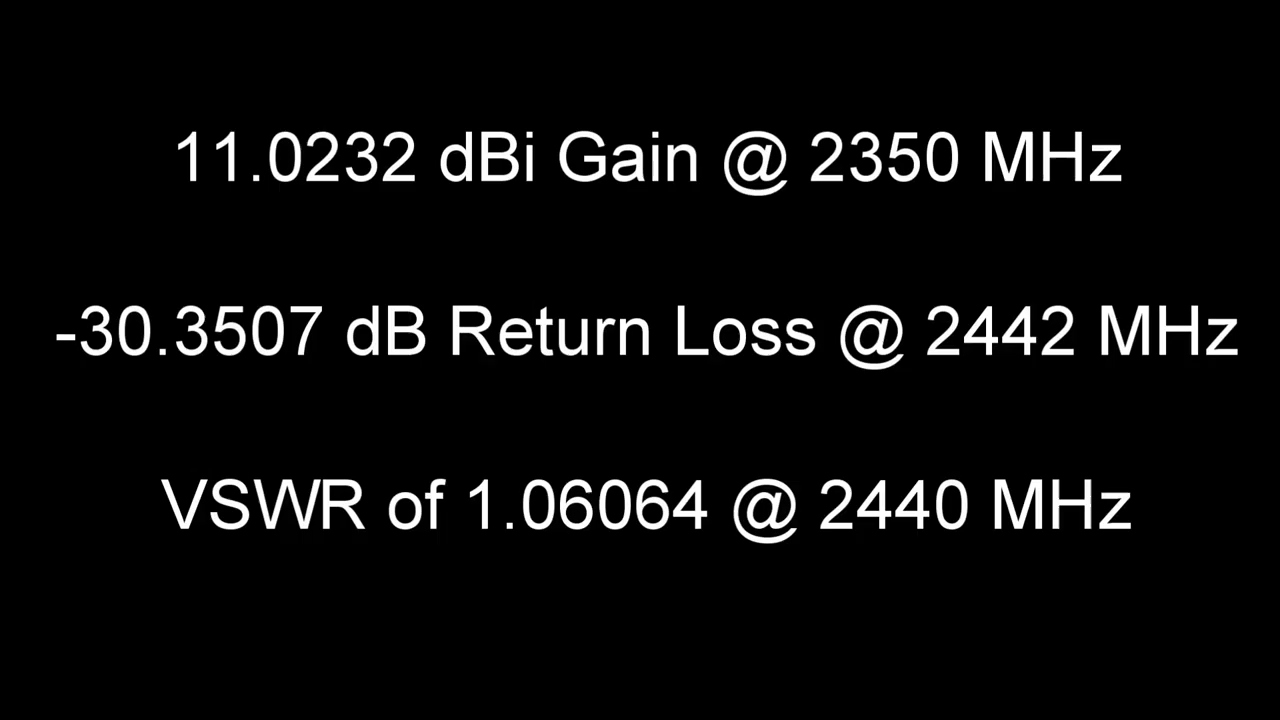 11.0232 dBi Gain @ 2350 MHz
-30.3507 dB Return Loss @ 2442 MHz
VSWR of 1.06064 @ 2440 MHz